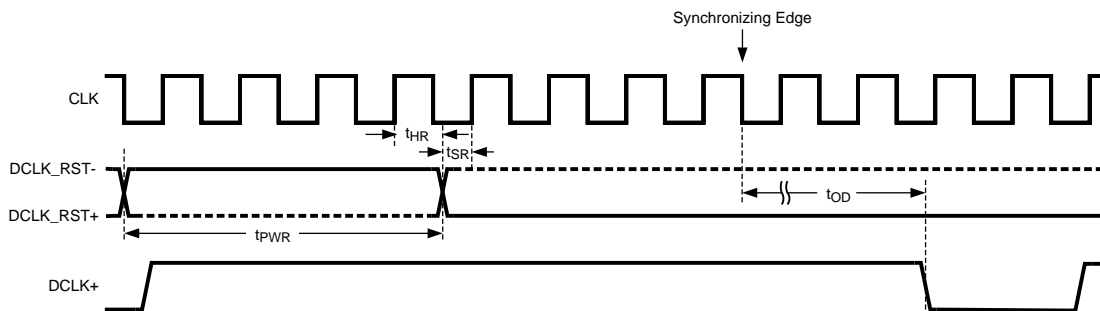 Synchronizing Edge
CLK
tHR
tSR
DCLK_RST-
tOD
DCLK_RST+
tPWR
DCLK+